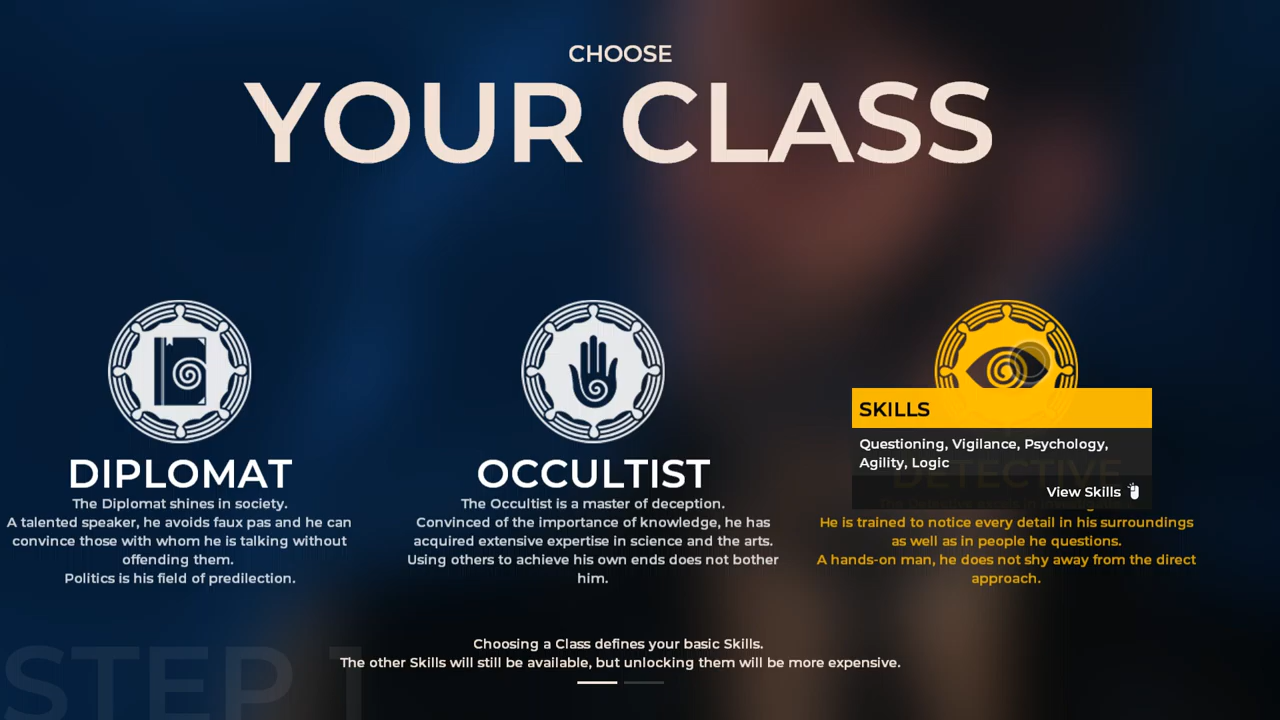 CHOOSE
YOUR CLASS
DIPLOMAT
The Diplomat shines in society.
A talented speaker, he avoids faux pas and he can
convince those with whom he is talking without
offending them.
Politics is his field of predilection.
OCCULTIST
The Occultist is a master of deception.
Convinced of the importance of knowledge, he has
acquired extensive expertise in science and the arts.
Using others to achieve his own ends does not bother
him.
SKILLS
Questioning, Vigilance, Psychology,
Agility, Logic
View Skills
DETECTIVE
He is trained to notice every detail in his surroundings
as well as in people he questions.
A hands-on man, he does not shy away from the direct
approach.
Choosing a Class defines your basic Skills.
The other Skills will still be available, but unlocking them will be more expensive.
STEP 1